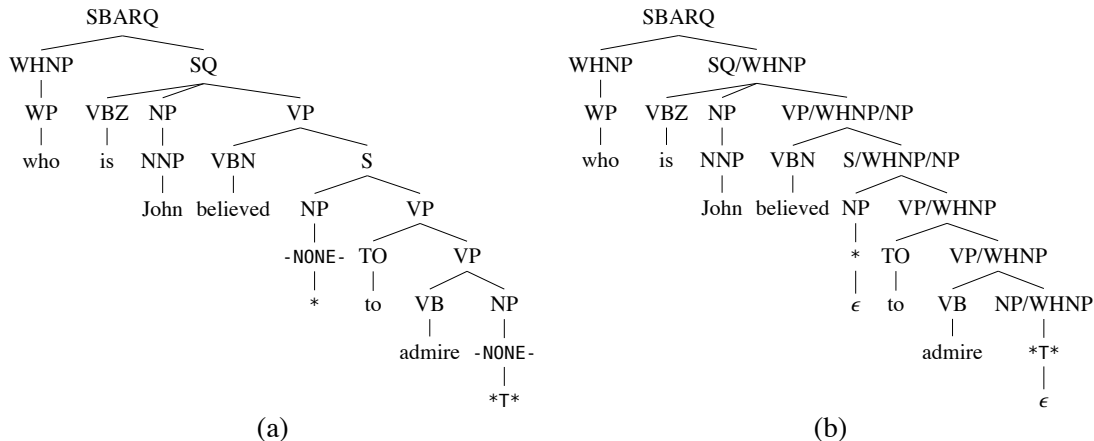 SBARQ SBARQ
WHNP SQ WHNP SQ/WHNP
WP VBZ NP VP WP VBZ NP VP/WHNP/NP
who is NNP VBN S who is NNP VBN S/WHNP/NP
John believed NP VP John believed NP VP/WHNP
-NONE- TO VP * TO VP/WHNP
* to VB NP ϵ to VB NP/WHNP
admire -NONE- admire *T*
*T* ϵ
(a) (b)